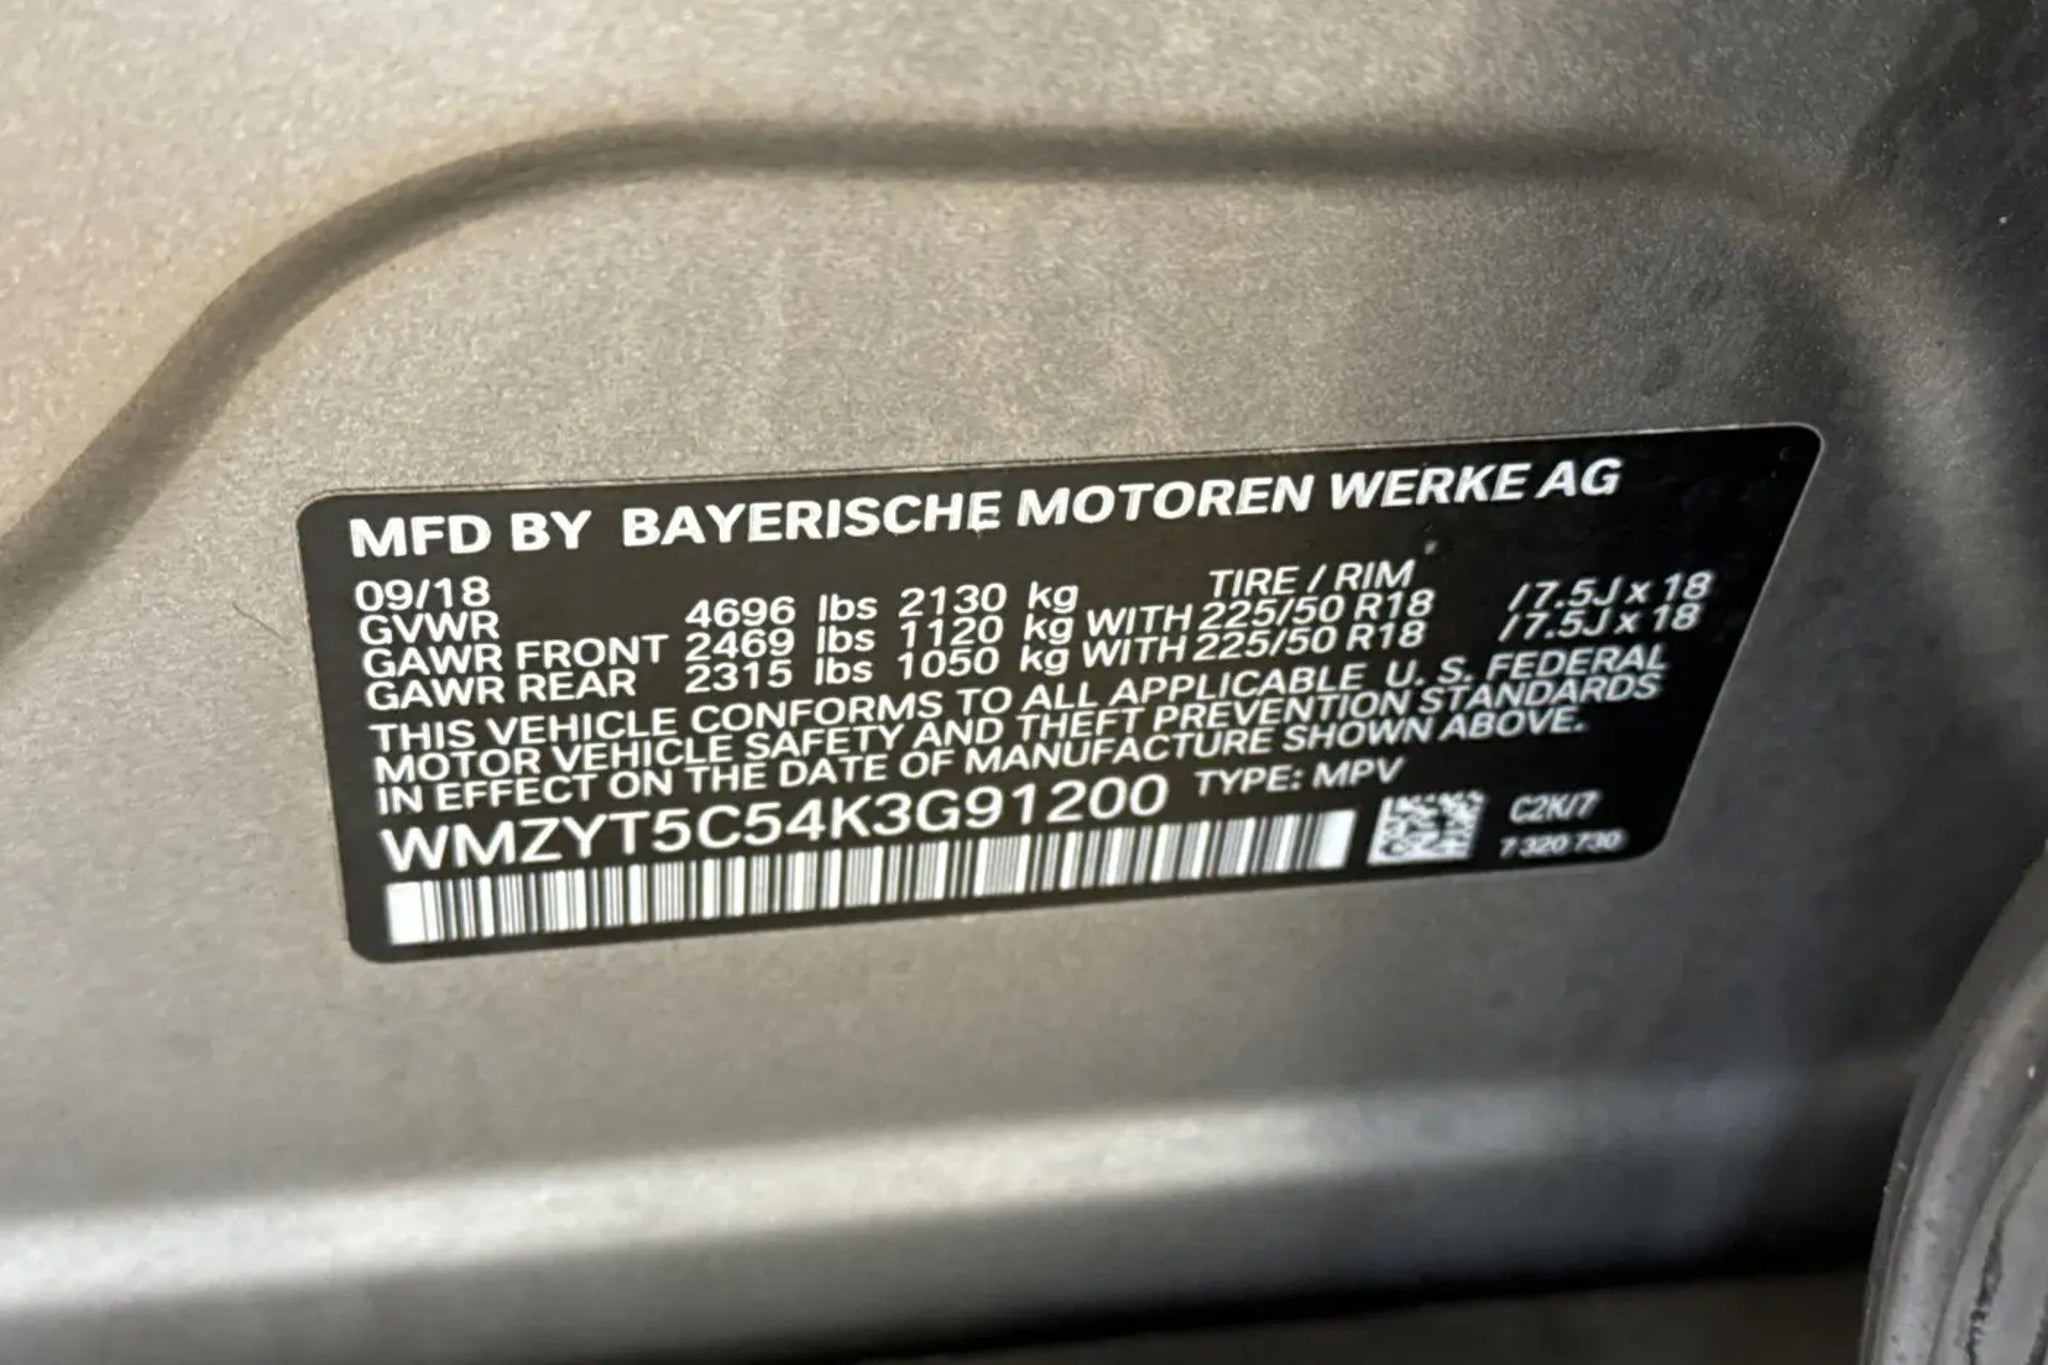 MFD BY BAYERISCHE MOTOREN WERKE AG
09/18 TIRE / RIM
GVWR 4696 lbs 2130 kg
GAWR FRONT 2469 lbs 1120 kg WITH 225/50 R18 / 7.5J x 18
GAWR REAR 2315 lbs 1050 kg WITH 225/50 R18 / 7.5J x 18
THIS VEHICLE CONFORMS TO ALL APPLICABLE U. S. FEDERAL
MOTOR VEHICLE SAFETY AND THEFT PREVENTION STANDARDS
IN EFFECT ON THE DATE OF MANUFACTURE SHOWN ABOVE.
WMZYT5C54K3G91200 TYPE: MPV
C2K/7
7 320 730